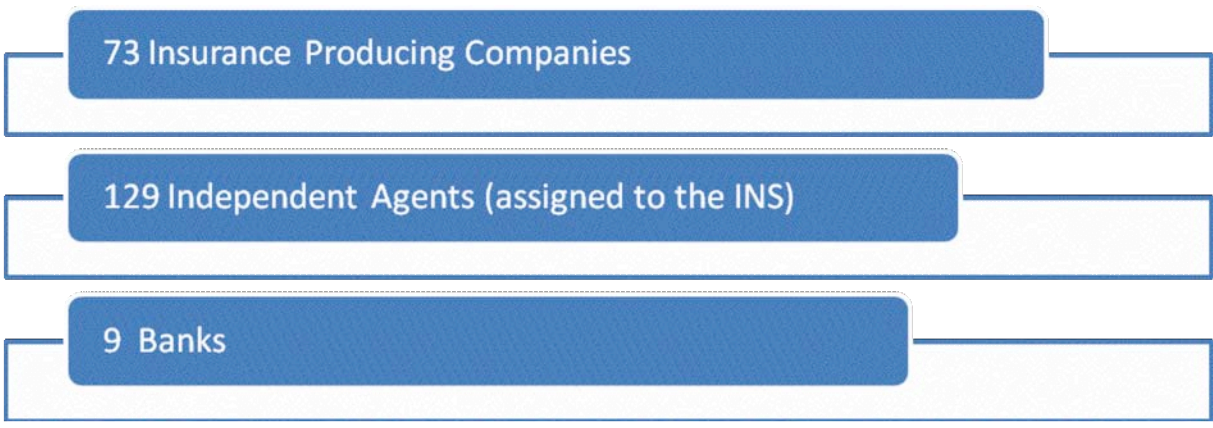 73 Insurance Producing Companies
129 Independent Agents (assigned to the INS)
9 Banks